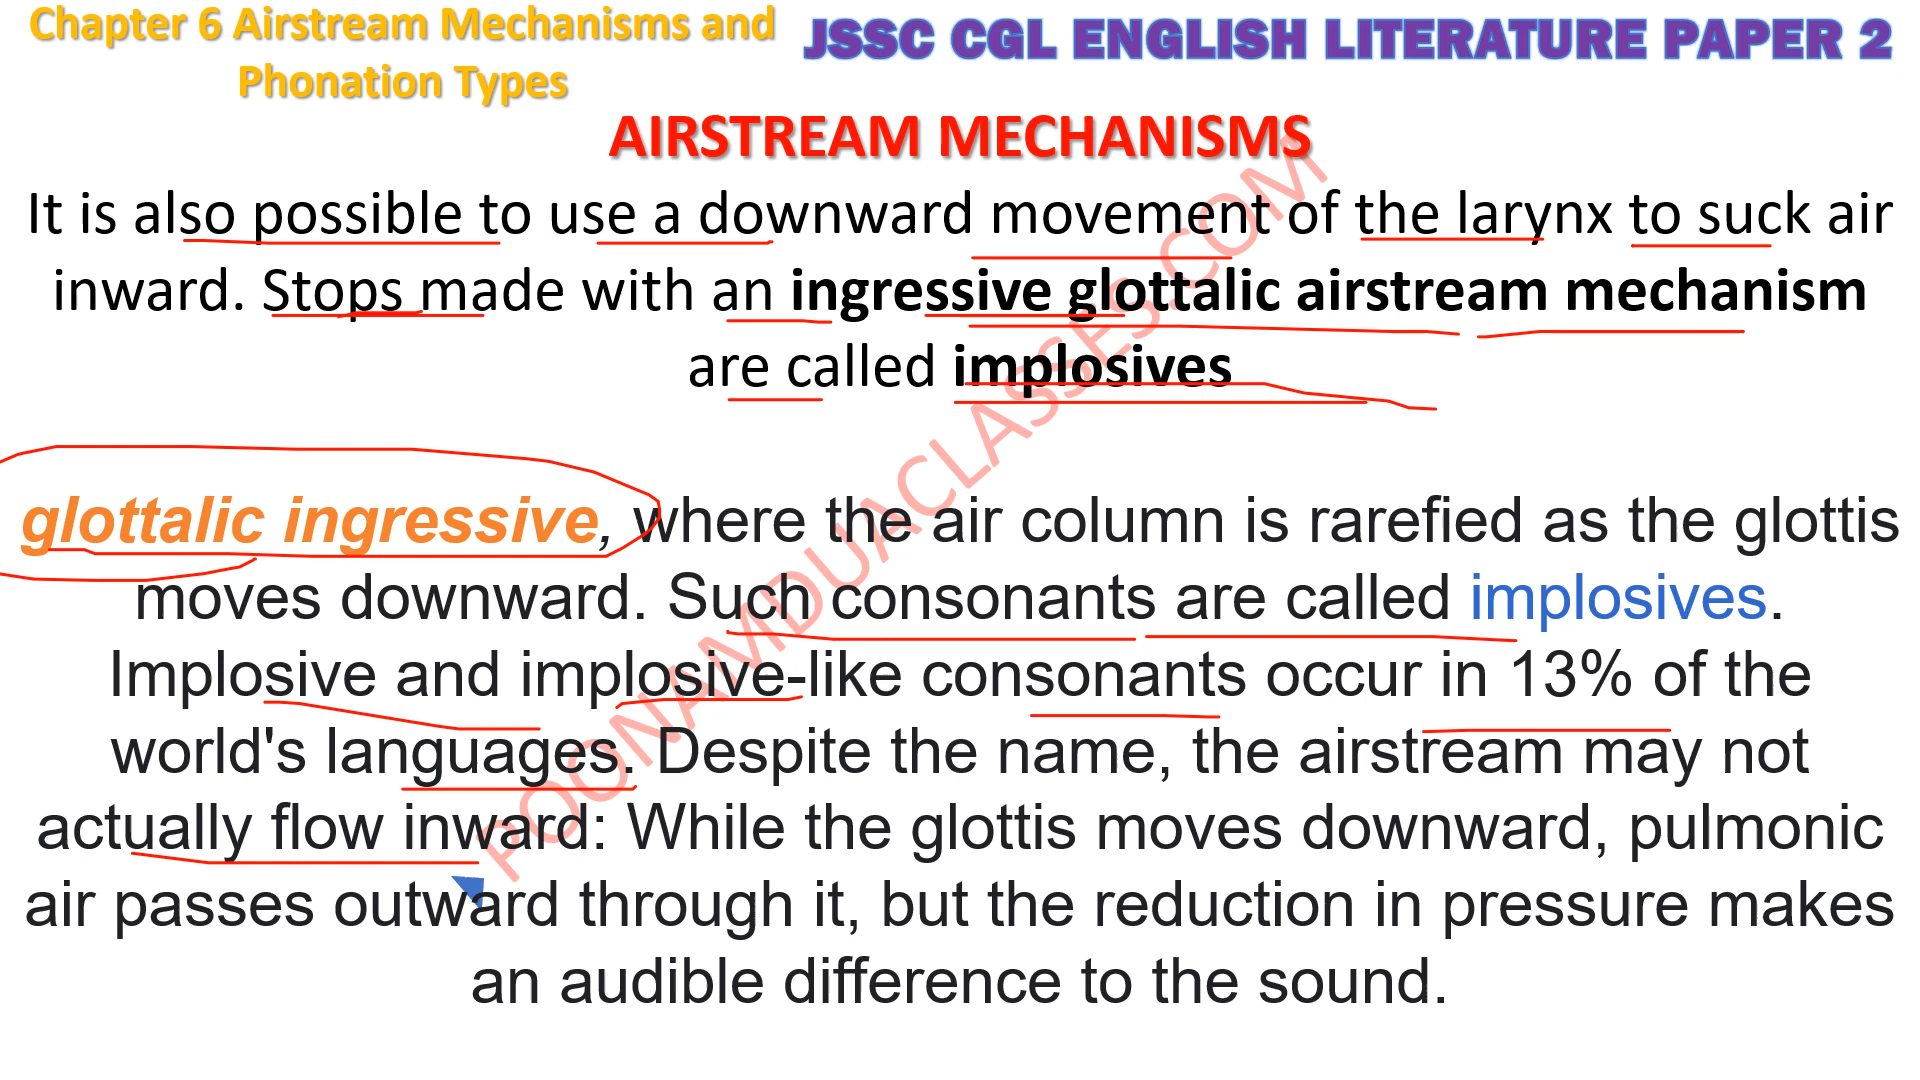 Chapter 6 Airstream Mechanisms and
Phonation Types
JSSC CGL ENGLISH LITERATURE PAPER 2
AIRSTREAM MECHANISMS
It is also possible to use a downward movement of the larynx to suck air
inward. Stops made with an ingressive glottalic airstream mechanism
are called implosives
glottalic ingressive, where the air column is rarefied as the glottis
moves downward. Such consonants are called implosives.
Implosive and implosive-like consonants occur in 13% of the
world's languages. Despite the name, the airstream may not
actually flow inward: While the glottis moves downward, pulmonic
air passes outward through it, but the reduction in pressure makes
an audible difference to the sound.
POONAMDUACLASSES.COM